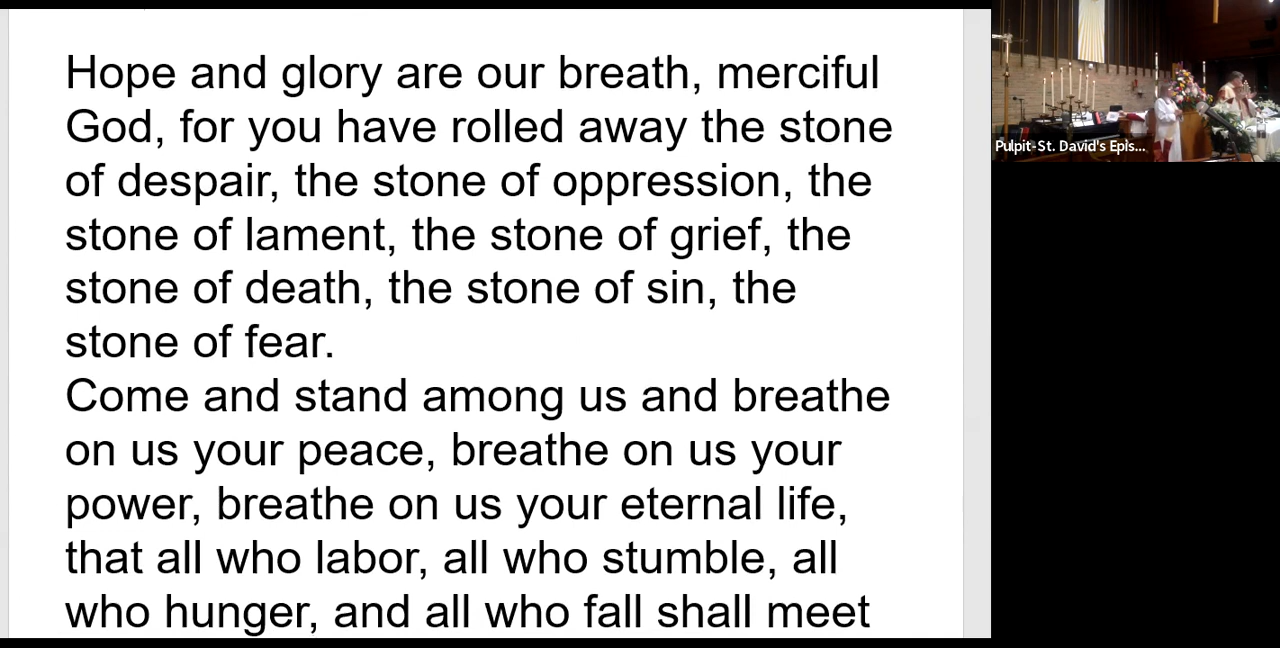 Hope and glory are our breath, merciful
God, for you have rolled away the stone
of despair, the stone of oppression, the
stone of lament, the stone of grief, the
stone of death, the stone of sin, the
stone of fear.
Come and stand among us and breathe
on us your peace, breathe on us your
power, breathe on us your eternal life,
that all who labor, all who stumble, all
who hunger, and all who fall shall meet
Pulpit-St. David's Epis...